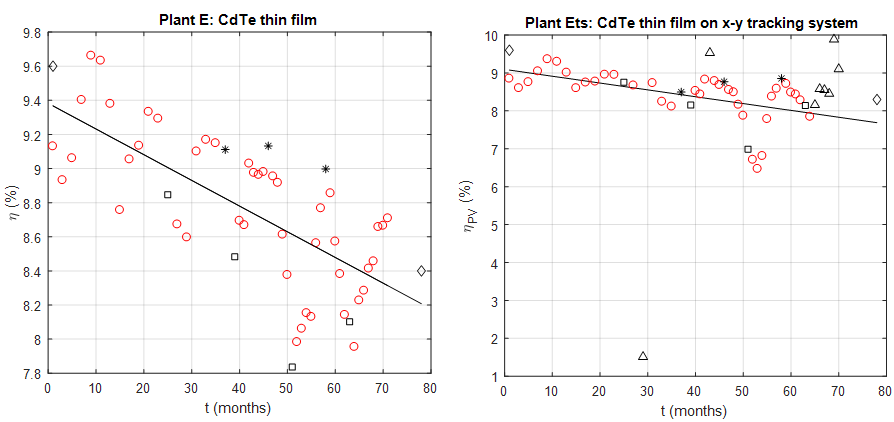 Plant E: CdTe thin film
9.8
9.6
9.4
9.2
9
8.8
8.6
8.4
8.2
8
7.8
η (%)
0 10 20 30 40 50 60 70 80
t (months)
Plant Ets: CdTe thin film on x-y tracking system
10
9
8
7
6
5
4
3
2
1
ηPV (%)
0 10 20 30 40 50 60 70 80
t (months)